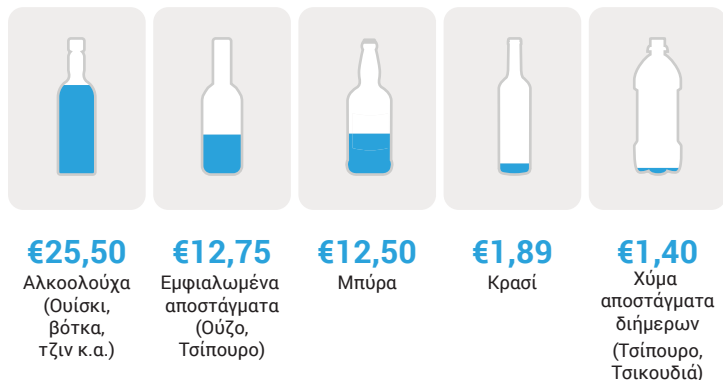 €25,50
Αλκοολούχα
(Ουίσκι,
βότκα,
τζιν κ.α.)
€12,75
Εμφιαλωμένα
αποστάγματα
(Ούζο,
Τσίπουρο)
€12,50
Μπύρα
€1,89
Κρασί
€1,40
Χύμα
αποστάγματα
διήμερων
(Τσίπουρο,
Τσικουδιά)